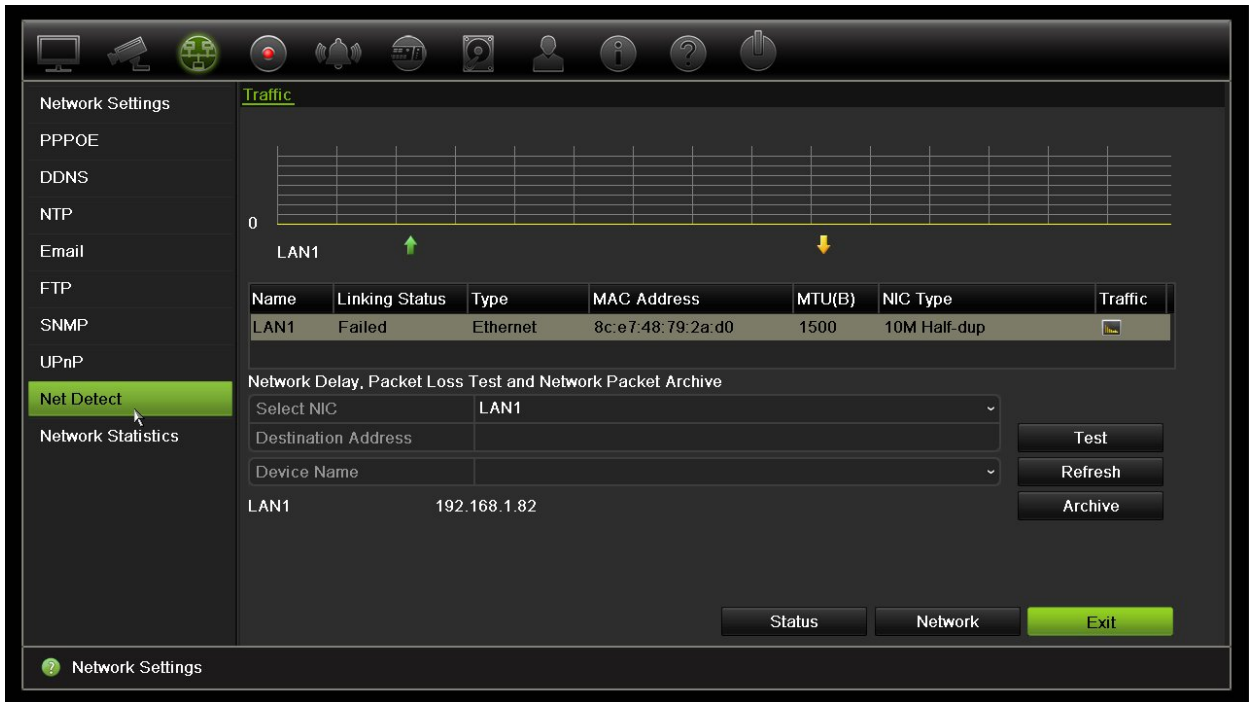 Network Settings
PPPOE
DDNS
NTP
Email
FTP
SNMP
UPnP
Net Detect
Network Statistics
Traffic
0
LAN1
Name Linking Status Type MAC Address MTU(B) NIC Type Traffic
LAN1 Failed Ethernet 8c:e7:48:79:2a:d0 1500 10M Half-dup
Network Delay, Packet Loss Test and Network Packet Archive
Select NIC LAN1
Destination Address Test
Device Name Refresh
LAN1 192.168.1.82 Archive
Status Network Exit
Network Settings